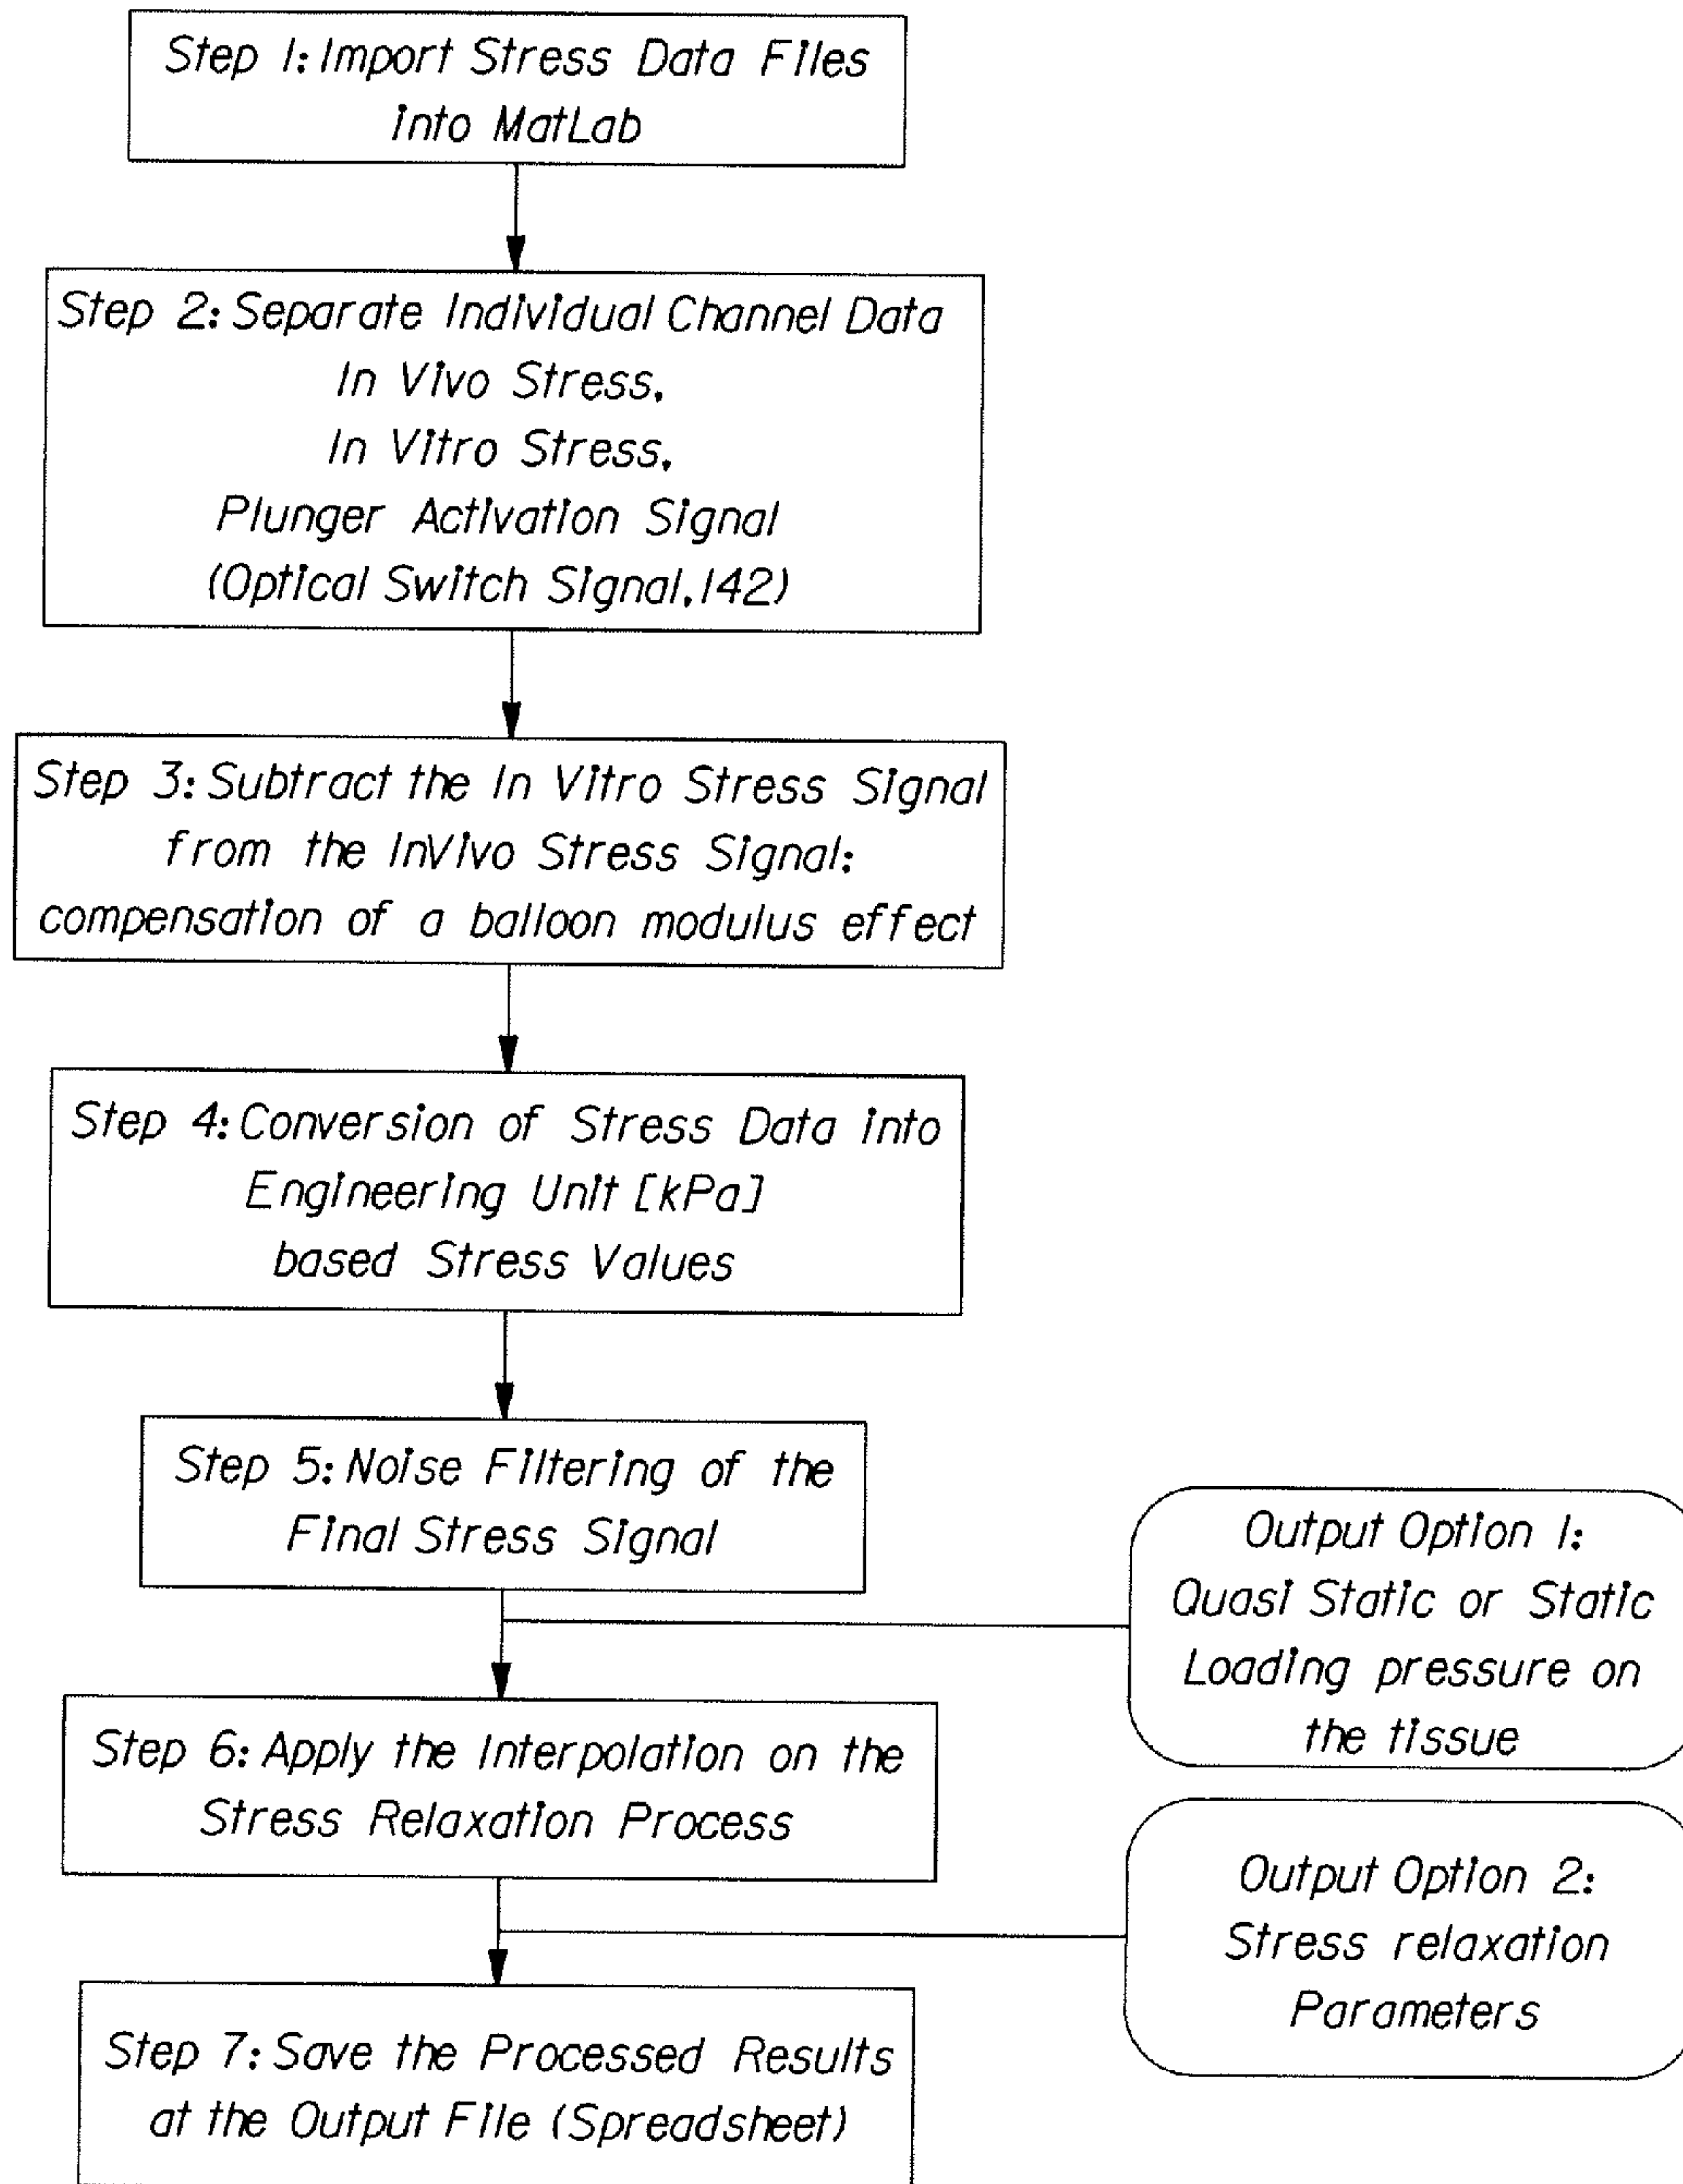 Step 1: Import Stress Data Files
into MatLab
Step 2: Separate Individual Channel Data
In Vivo Stress,
In Vitro Stress,
Plunger Activation Signal
(Optical Switch Signal, 142)
Step 3: Subtract the In Vitro Stress Signal
from the InVivo Stress Signal:
compensation of a balloon modulus effect
Step 4: Conversion of Stress Data into
Engineering Unit [kPa]
based Stress Values
Step 5: Noise Filtering of the
Final Stress Signal
Output Option 1:
Quasi Static or Static
Loading pressure on
the tissue
Step 6: Apply the Interpolation on the
Stress Relaxation Process
Output Option 2:
Stress relaxation
Parameters
Step 7: Save the Processed Results
at the Output File (Spreadsheet)